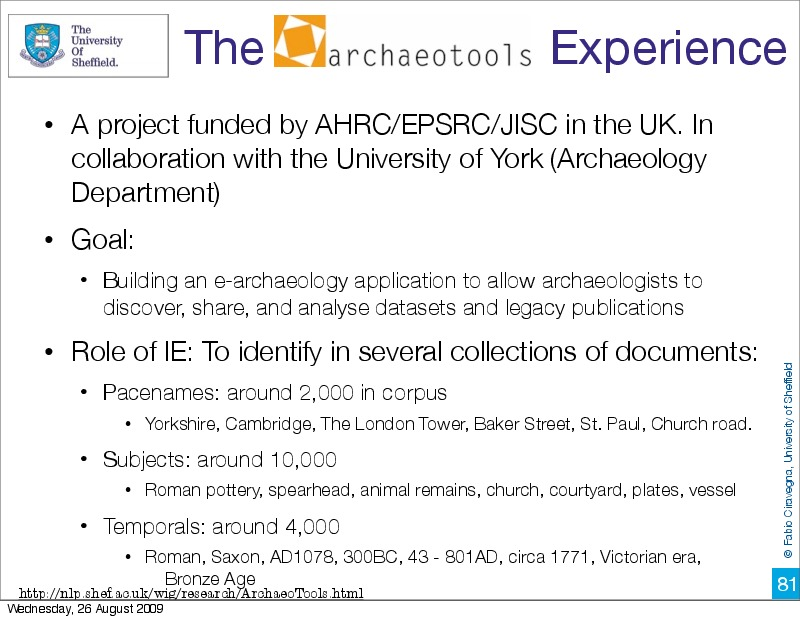 The
University
Of
Sheffield.
The archaeotools Experience
• A project funded by AHRC/EPSRC/JISC in the UK. In
collaboration with the University of York (Archaeology
Department)
• Goal:
• Building an e-archaeology application to allow archaeologists to
discover, share, and analyse datasets and legacy publications
• Role of IE: To identify in several collections of documents:
• Pacenames: around 2,000 in corpus
• Yorkshire, Cambridge, The London Tower, Baker Street, St. Paul, Church road.
• Subjects: around 10,000
• Roman pottery, spearhead, animal remains, church, courtyard, plates, vessel
• Temporals: around 4,000
• Roman, Saxon, AD1078, 300BC, 43 - 801AD, circa 1771, Victorian era,
Bronze Age
http://nlp.shef.ac.uk/wig/research/ArchaeoTools.html
Wednesday, 26 August 2009
© Fabio Ciravegna, University of Sheffield
81